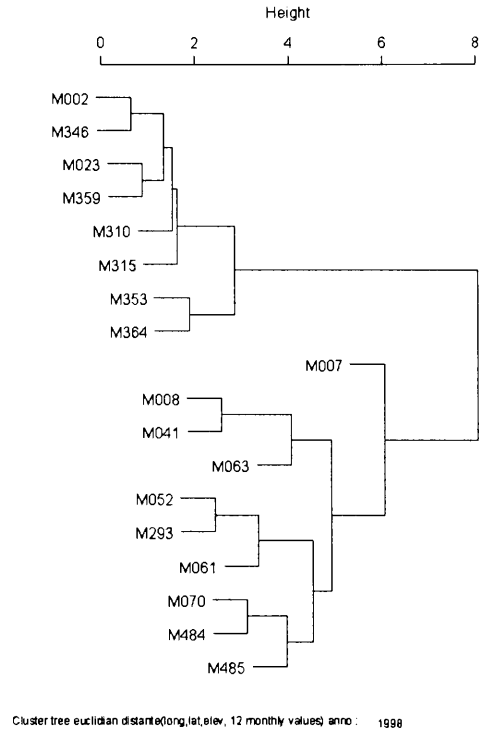 Height
0 2 4 6 8
M002
M346
M023
M359
M310
M315
M353
M364
M007
M008
M041
M063
M052
M293
M061
M070
M484
M485
Cluster tree euclidian distante(long,lat,elev, 12 monthly values) anno : 1998